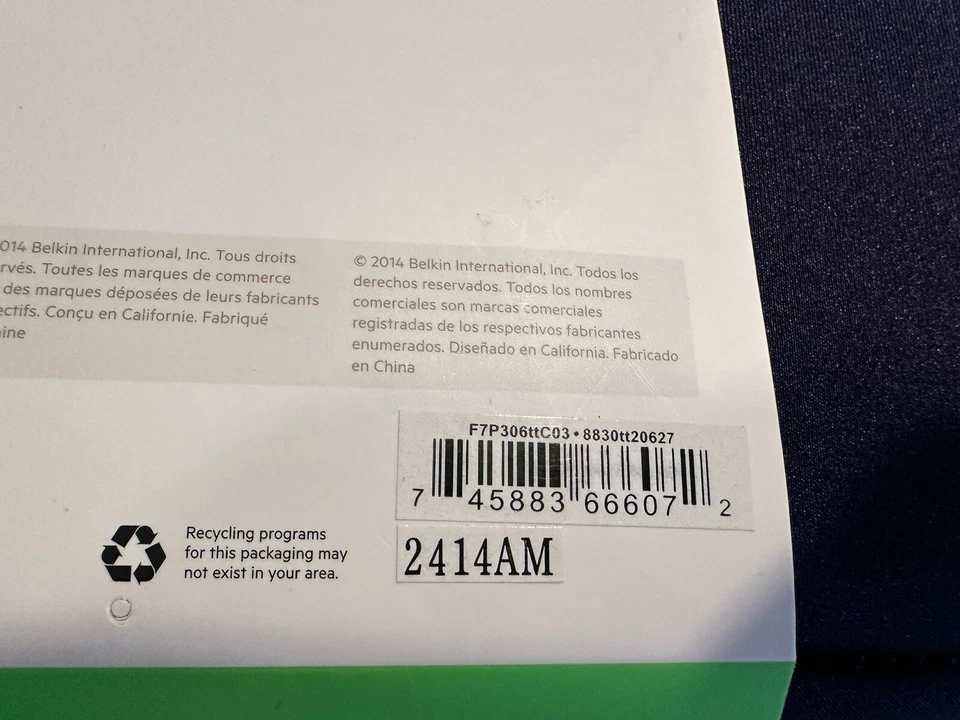 014 Belkin International, Inc. Tous droits
rvés. Toutes les marques de commerce
des marques déposées de leurs fabricants
ectifs. Conçu en Californie. Fabriqué
ine
© 2014 Belkin International, Inc. Todos los
derechos reservados. Todos los nombres
comerciales son marcas comerciales
registradas de los respectivos fabricantes
enumerados. Diseñado en California. Fabricado
en China
F7P306ttC03 • 8830tt20627
7 45883 66607 2
2414AM
Recycling programs
for this packaging may
not exist in your area.